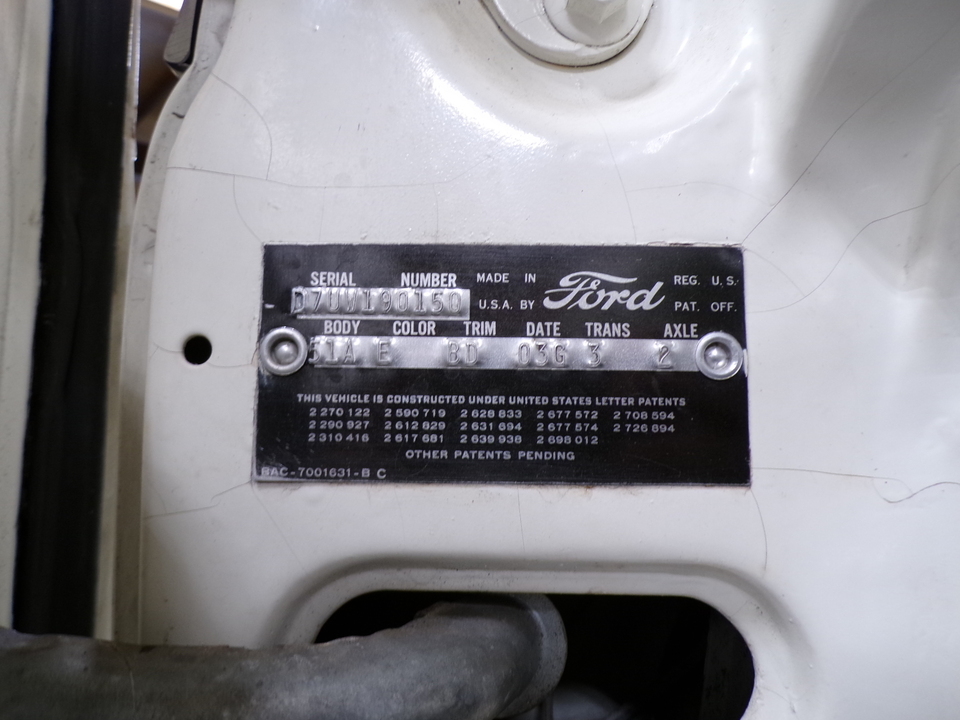 SERIAL NUMBER MADE IN Ford REG. U. S.
D7UV190150 U.S.A. BY PAT. OFF.
BODY COLOR TRIM DATE TRANS AXLE
51A E BD 03G 3 2
THIS VEHICLE IS CONSTRUCTED UNDER UNITED STATES LETTER PATENTS
2 270 122 2 590 719 2 628 833 2 677 572 2 708 594
2 290 927 2 612 829 2 631 694 2 677 574 2 726 894
2 310 416 2 617 681 2 639 938 2 698 012
OTHER PATENTS PENDING
BAC-7001631-B C